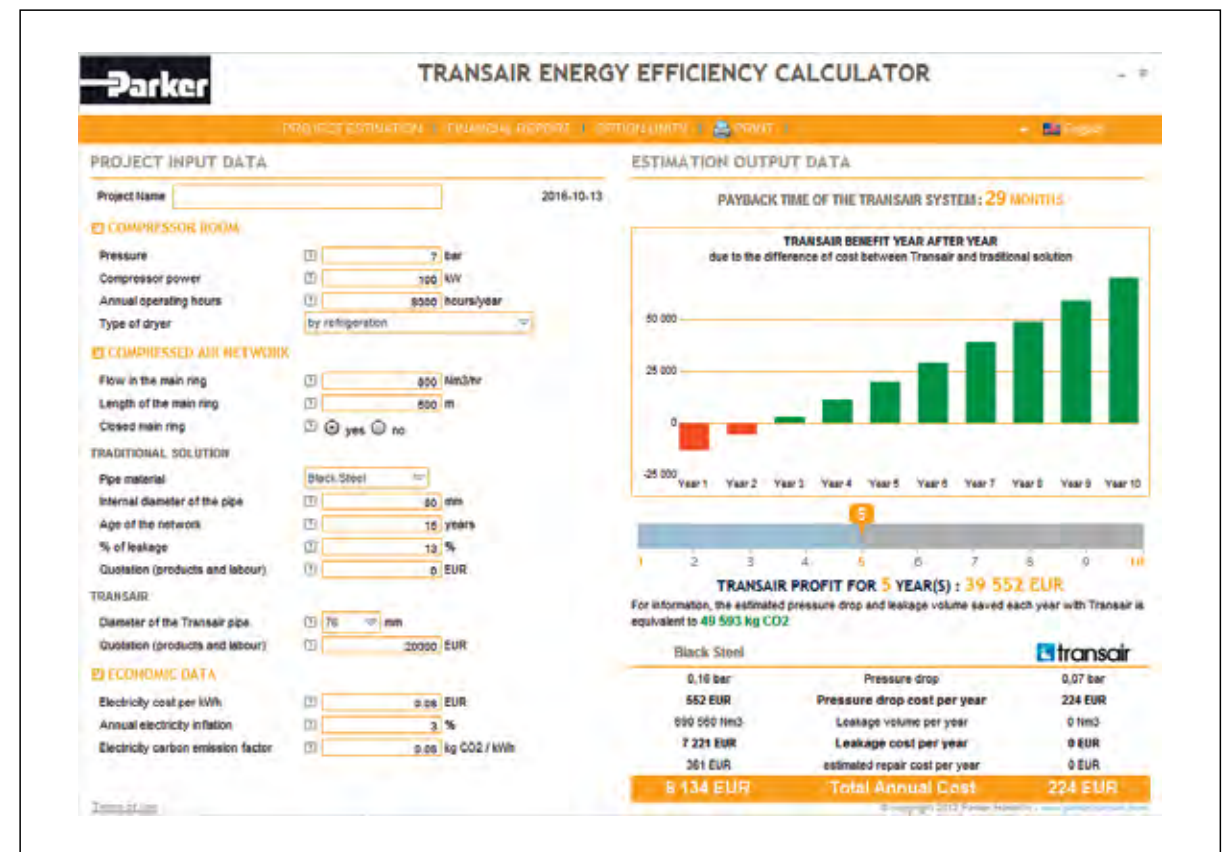 Parker
TRANSAIR ENERGY EFFICIENCY CALCULATOR
PROJECT ESTIMATION | FINANCIAL REPORT | OPTION UNITY | PRINT | English
PROJECT INPUT DATA
Project Name 2016-10-13
COMPRESSOR ROOM
Pressure 7 bar
Compressor power 100 kW
Annual operating hours hours/year
Type of dryer by refrigeration
COMPRESSED AIR NETWORK
Flow in the main ring 800 Nm3/hr
Length of the main ring m
Closed main ring yes no
TRADITIONAL SOLUTION
Pipe material Black Steel
Internal diameter of the pipe mm
Age of the network years
% of leakage 13 %
Quotation (products and labour) 0 EUR
TRANSAIR
Diameter of the Transair pipe 76 mm
Quotation (products and labour) 20000 EUR
ECONOMIC DATA
Electricity cost per kWh EUR
Annual electricity inflation 3 %
Electricity carbon emission factor kg CO2 / kWh
Terms of use
ESTIMATION OUTPUT DATA
PAYBACK TIME OF THE TRANSAIR SYSTEM : 29 MONTHS
TRANSAIR BENEFIT YEAR AFTER YEAR
due to the difference of cost between Transair and traditional solution
50 000
25 000
0
-25 000
Year 1 Year 2 Year 3 Year 4 Year 5 Year 6 Year 7 Year 8 Year 9 Year 10
5
1 2 3 4 5 6 7 8 9 10
TRANSAIR PROFIT FOR 5 YEAR(S) : 39 552 EUR
For information, the estimated pressure drop and leakage volume saved each year with Transair is
equivalent to 49 593 kg CO2
Black Steel transair
0,16 bar Pressure drop 0,07 bar
552 EUR Pressure drop cost per year 224 EUR
Leakage volume per year 0 Nm3
7 221 EUR Leakage cost per year 0 EUR
361 EUR estimated repair cost per year 0 EUR
8 134 EUR Total Annual Cost 224 EUR